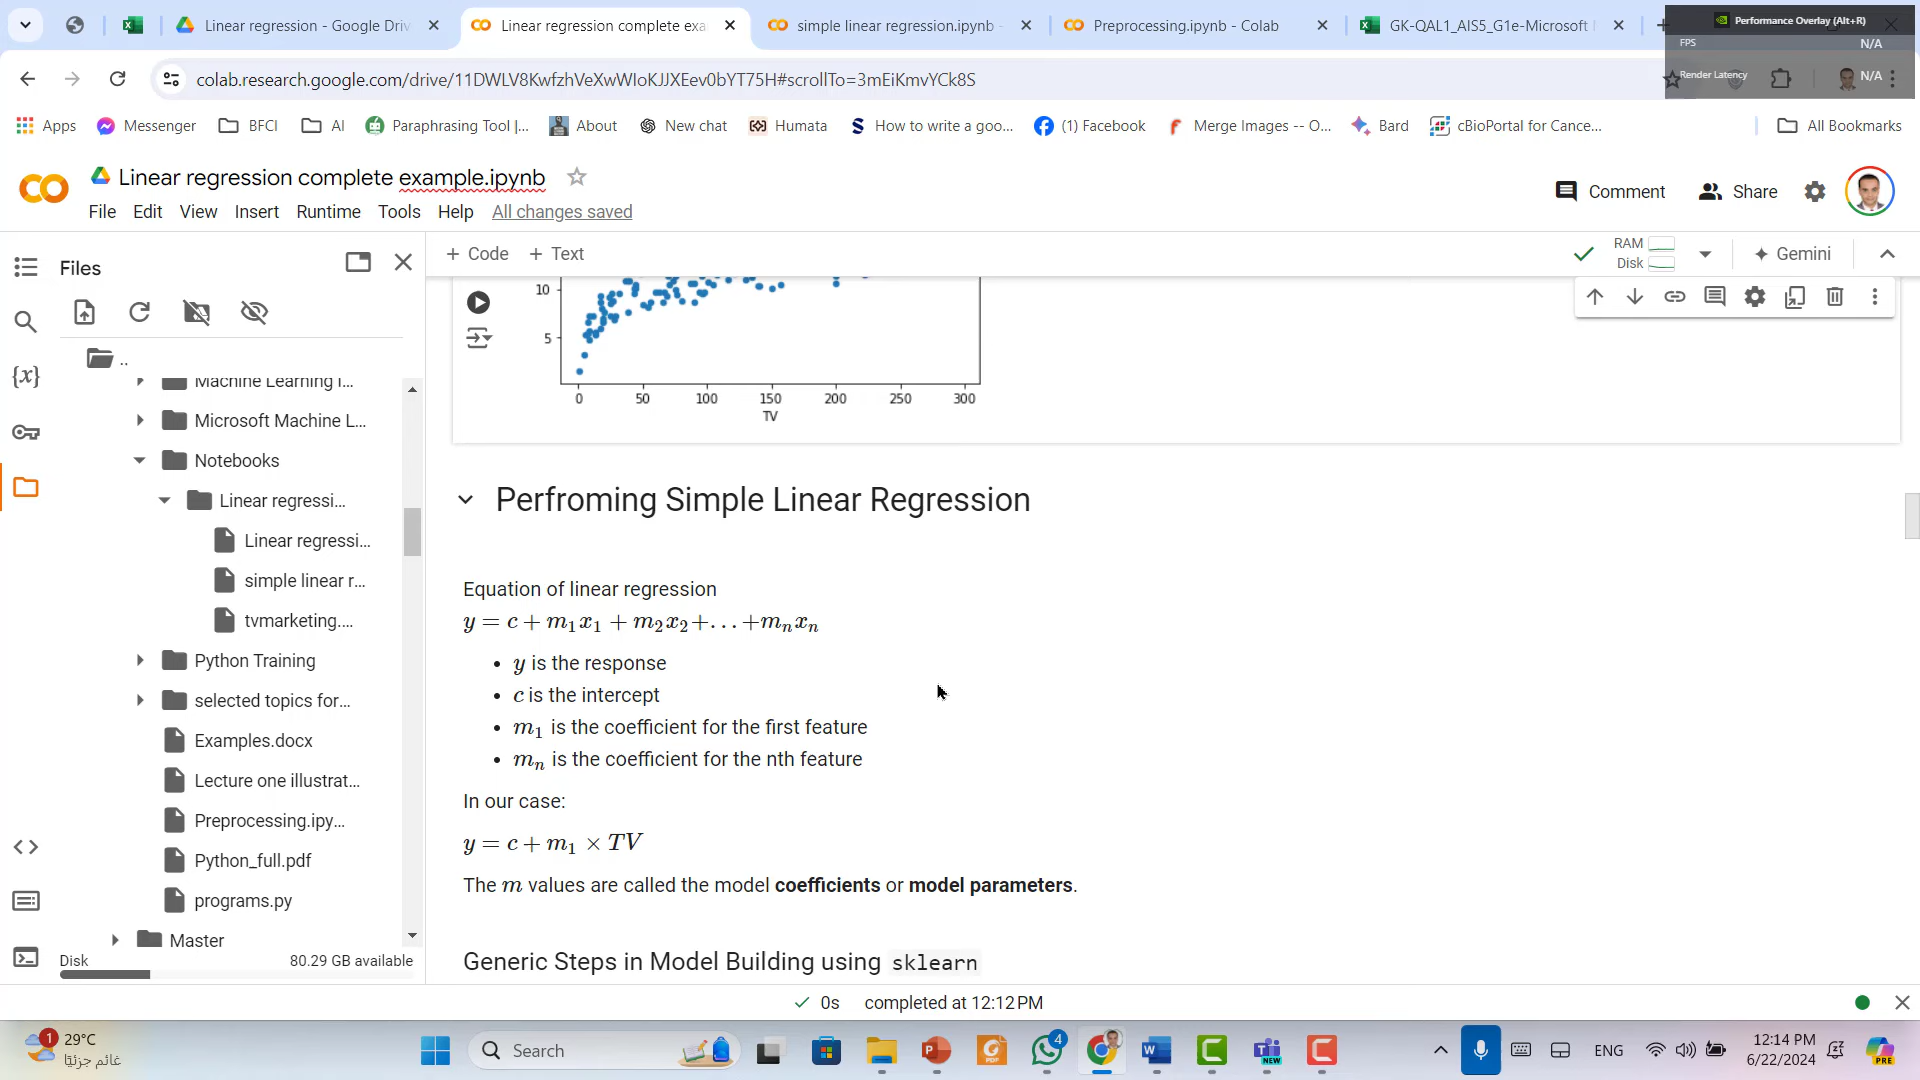 Linear regression - Google Driv
Linear regression complete exa
simple linear regression.ipynb -
Preprocessing.ipynb - Colab
GK-QAL1_AIS5_G1e-Microsoft
Performance Overlay (Alt+R)
FPS N/A
Render Latency N/A
colab.research.google.com/drive/11DWLV8KwfzhVeXwWIoKJJXEev0bYT75H#scrollTo=3mEiKmvYCk8S
Apps Messenger BFCI AI Paraphrasing Tool |... About New chat Humata How to write a goo... (1) Facebook Merge Images -- O... Bard cBioPortal for Cance... All Bookmarks
Linear regression complete example.ipynb
Comment Share
File Edit View Insert Runtime Tools Help All changes saved
Files
+ Code + Text
RAM
Disk
Gemini
..
Machine Learning I...
Microsoft Machine L...
Notebooks
Linear regressi...
Linear regressi...
simple linear r...
tvmarketing....
Python Training
selected topics for...
Examples.docx
Lecture one illustrat...
Preprocessing.ipy...
Python_full.pdf
programs.py
Master
Disk 80.29 GB available
10
5
0 50 100 150 200 250 300
TV
Perfroming Simple Linear Regression
Equation of linear regression
y = c + m₁x₁ + m₂x₂+...+mₙxₙ
• y is the response
• c is the intercept
• m₁ is the coefficient for the first feature
• mₙ is the coefficient for the nth feature
In our case:
y = c + m₁ × TV
The m values are called the model coefficients or model parameters.
Generic Steps in Model Building using sklearn
0s completed at 12:12 PM
1
29°C
غائم جزئيًا
Search
4
NEW
ENG
12:14 PM
6/22/2024
PRE